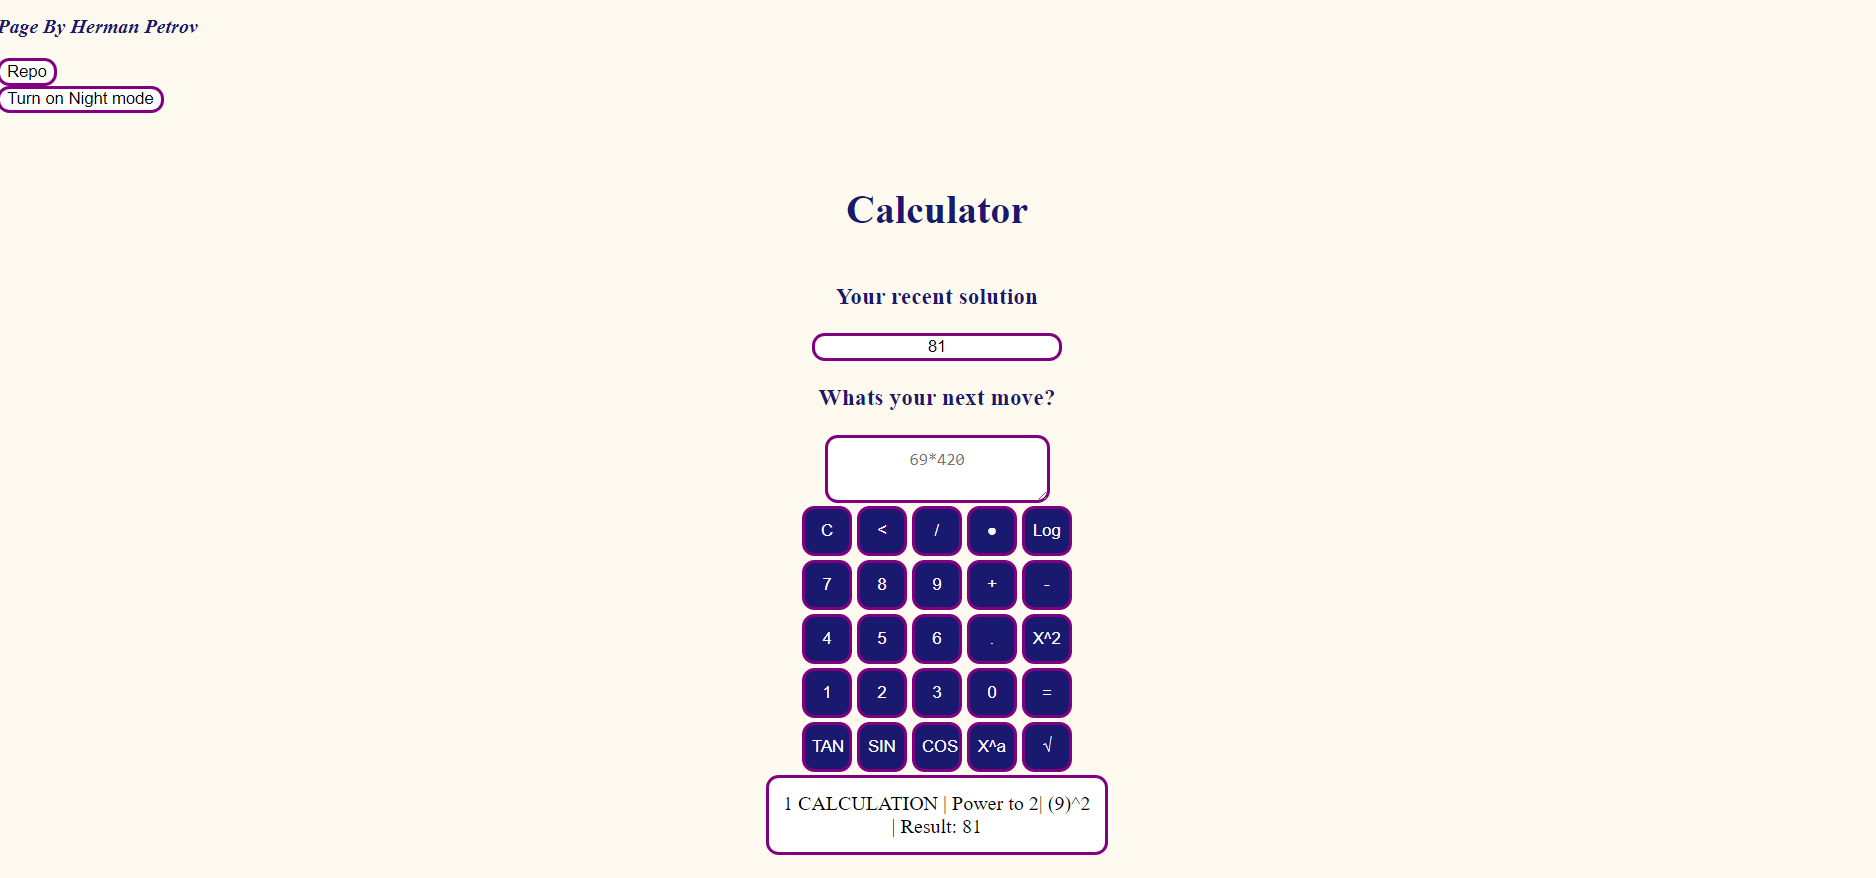 Page By Herman Petrov
Repo
Turn on Night mode
Calculator
Your recent solution
81
Whats your next move?
69*420
C < / ● Log
7 8 9 + -
4 5 6 . X^2
1 2 3 0 =
TAN SIN COS X^a √
1 CALCULATION | Power to 2| (9)^2
| Result: 81